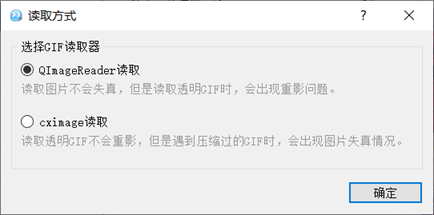 读取方式
选择GIF读取器
QImageReader读取
读取图片不会失真，但是读取透明GIF时，会出现重影问题。
cximage读取
读取透明GIF不会重影，但是遇到压缩过的GIF时，会出现图片失真情况。
确定